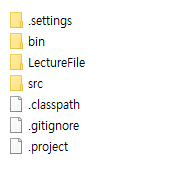 .settings
bin
LectureFile
src
.classpath
.gitignore
.project